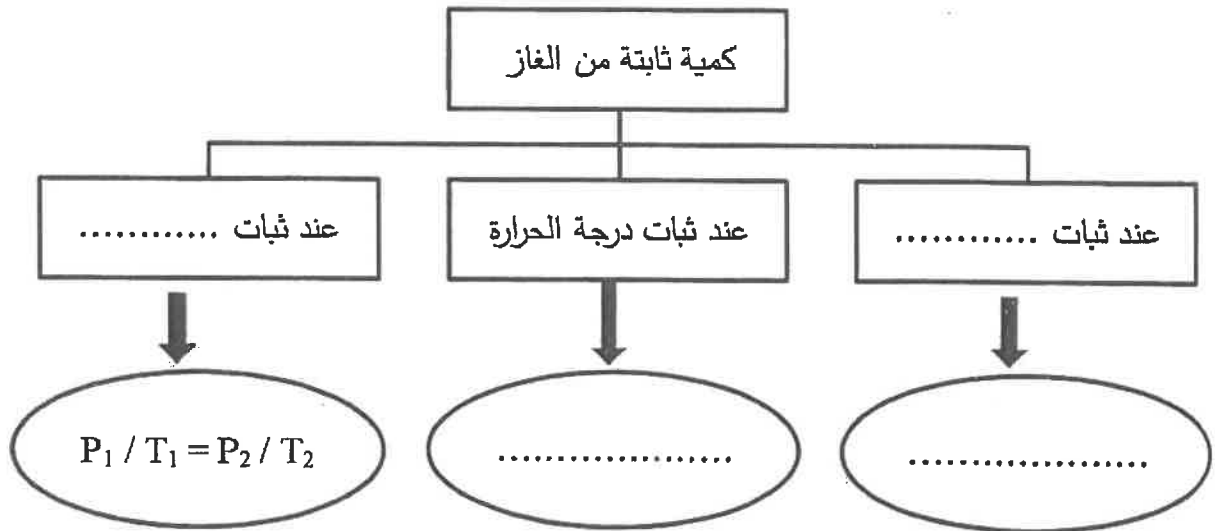 كمية ثابتة من الغاز
عند ثبات ............
عند ثبات درجة الحرارة
عند ثبات ............
....................
....................
P₁ / T₁ = P₂ / T₂